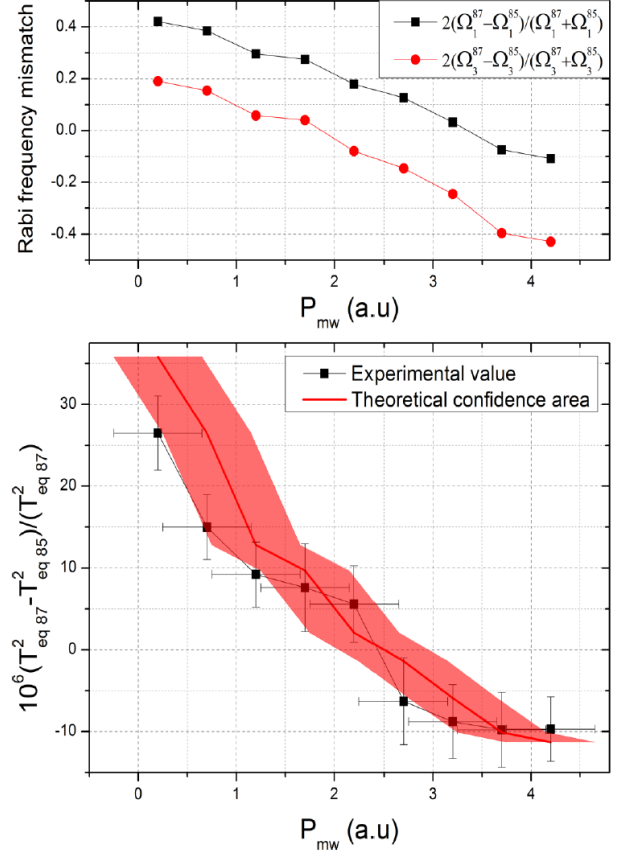 0.4
0.2
0.0
-0.2
-0.4
Rabi frequency mismatch
2(Ω₁⁸⁷−Ω₁⁸⁵)/(Ω₁⁸⁷+Ω₁⁸⁵)
2(Ω₃⁸⁷−Ω₃⁸⁵)/(Ω₃⁸⁷+Ω₃⁸⁵)
0 1 2 3 4
P_mw (a.u)
30
20
10
0
-10
10⁶(T²_eq 87-T²_eq 85)/(T²_eq 87)
Experimental value
Theoretical confidence area
0 1 2 3 4
P_mw (a.u)